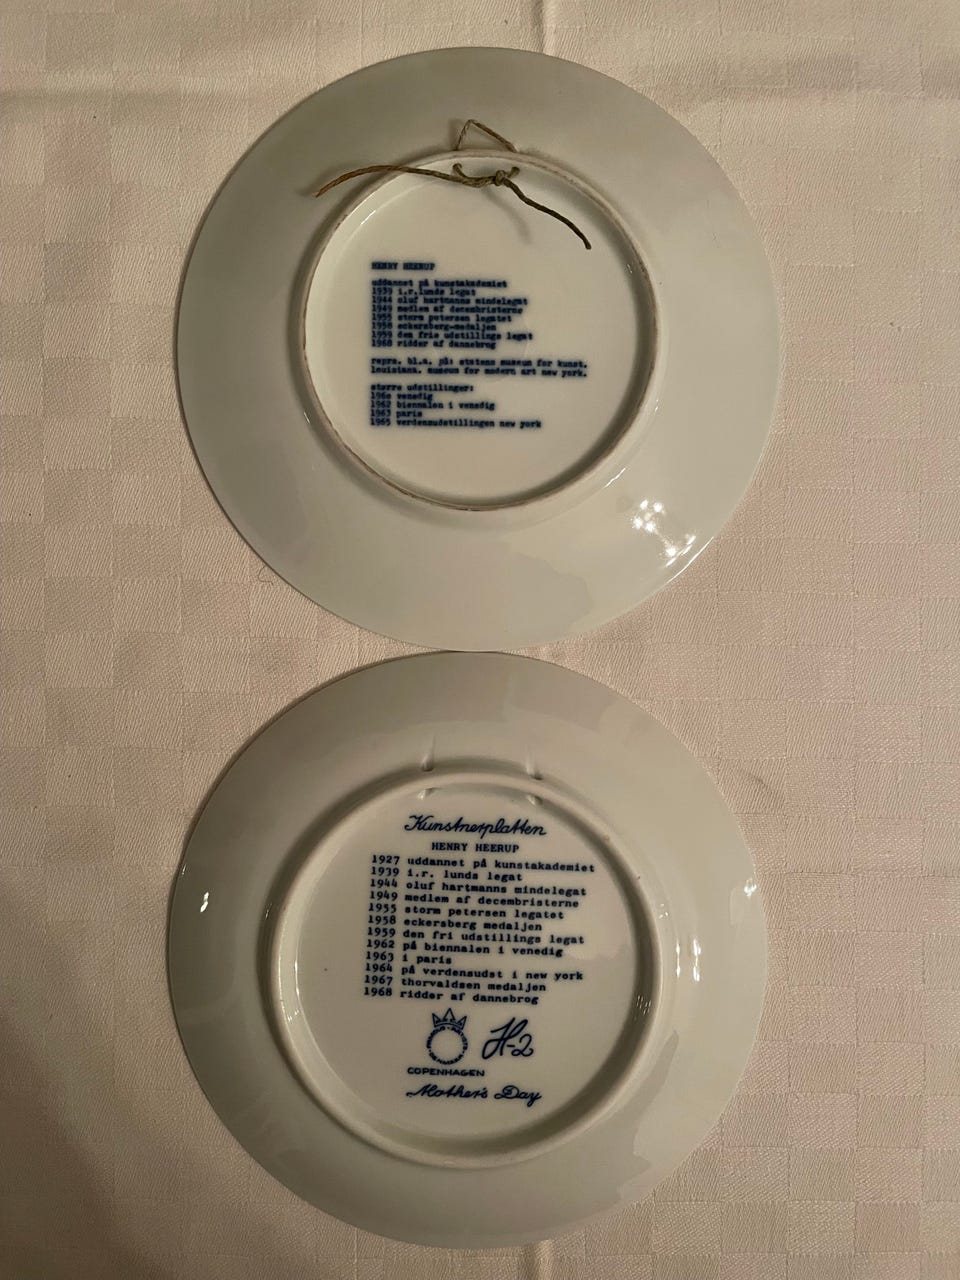 HENRY HEERUP
uddannet på kunstakademiet
1939 i.r.lunds legat
1944 oluf hartmanns mindelegat
1949 medlem af decembristerne
1955 storm petersen legatet
1958 eckersberg-medaljen
1959 den fri udstillings legat
1968 ridder af dannebrog
repræ. bl.a. på: statens museum for kunst.
louisiana. museum for modern art new york.
større udstillinger:
1960 venedig
1962 biennalen i venedig
1963 paris
1965 verdensudstillingen new york
Kunstnerplatten
HENRY HEERUP
1927 uddannet på kunstakademiet
1939 i.r. lunds legat
1944 oluf hartmanns mindelegat
1949 medlem af decembristerne
1955 storm petersen legatet
1958 eckersberg medaljen
1959 den fri udstillings legat
1962 på biennalen i venedig
1963 i paris
1964 på verdensudst i new york
1967 thorvaldsen medaljen
1968 ridder af dannebrog
H-2
COPENHAGEN
Mother's Day